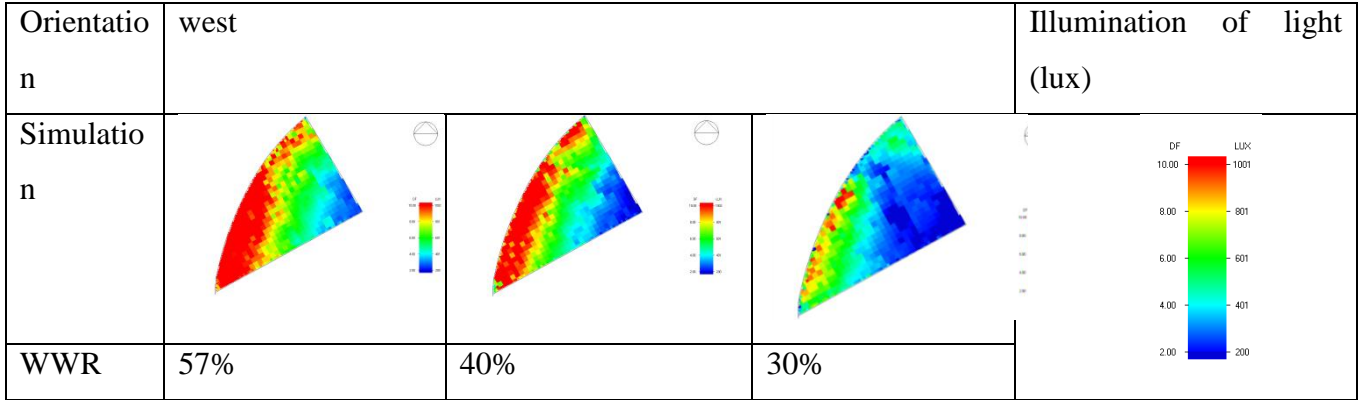 Orientatio
n
west
Illumination of light
(lux)
Simulatio
n
DF LUX
10.00 1001
8.00 801
6.00 601
4.00 401
2.00 200
WWR
57%
40%
30%